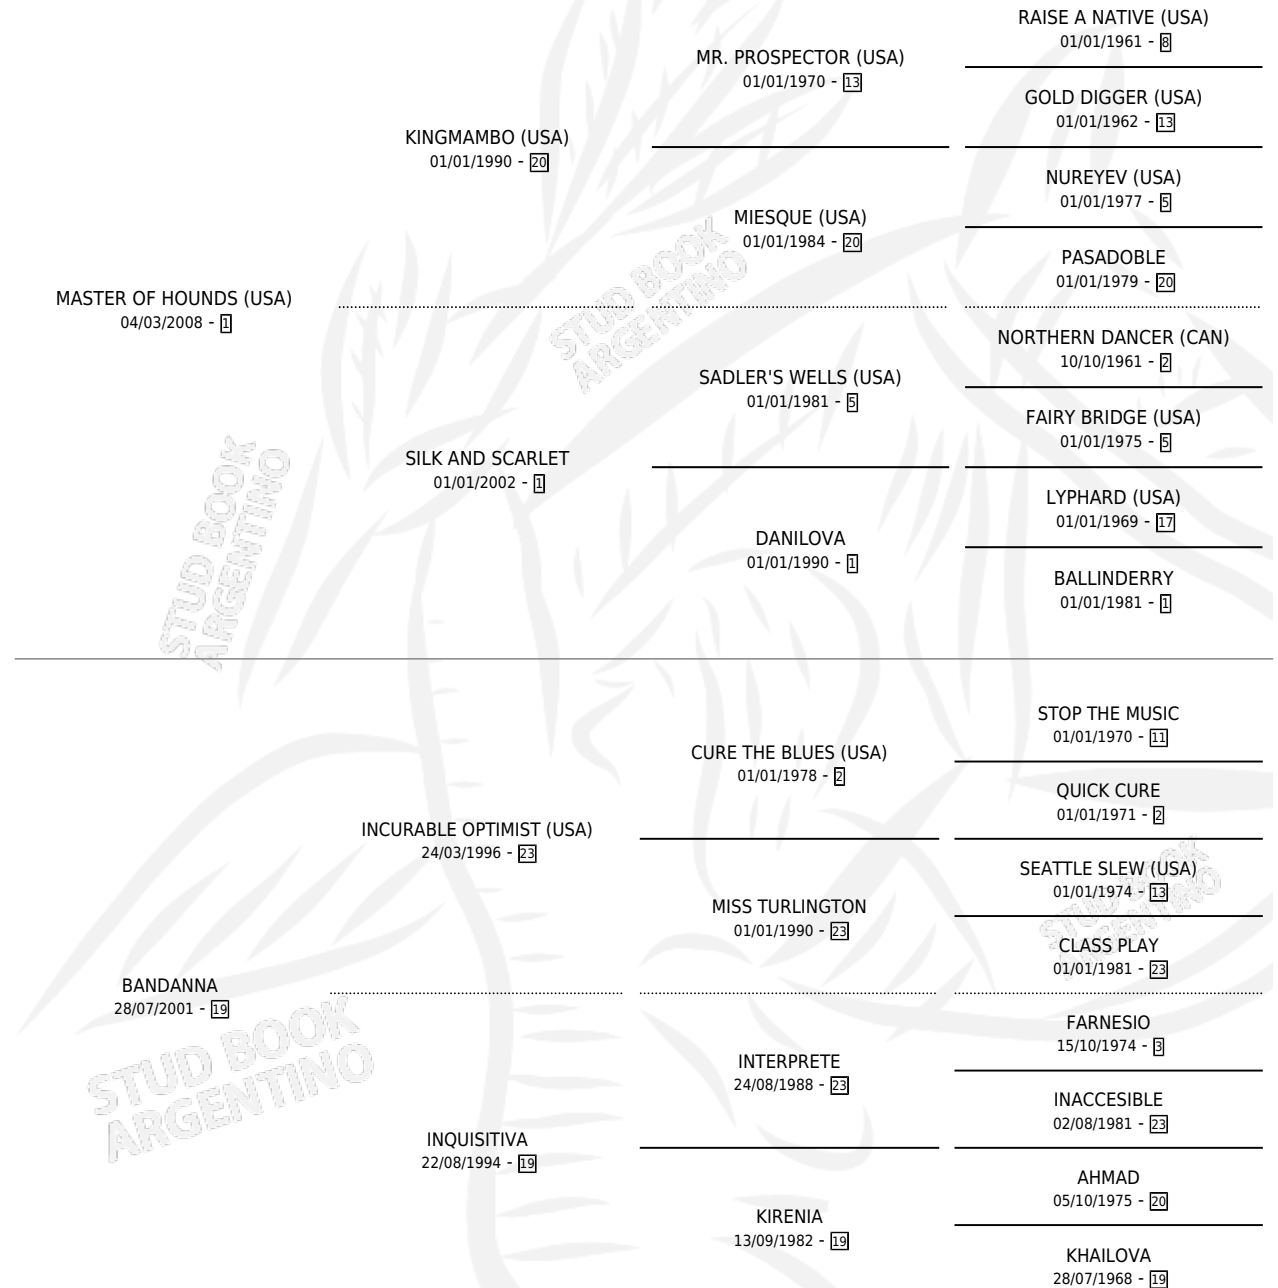 RAISE A NATIVE (USA)
01/01/1961 - 8
MR. PROSPECTOR (USA)
01/01/1970 - 13
GOLD DIGGER (USA)
01/01/1962 - 13
KINGMAMBO (USA)
01/01/1990 - 20
NUREYEV (USA)
01/01/1977 - 5
MIESQUE (USA)
01/01/1984 - 20
PASADOBLE
01/01/1979 - 20
MASTER OF HOUNDS (USA)
04/03/2008 - 1
NORTHERN DANCER (CAN)
10/10/1961 - 2
SADLER'S WELLS (USA)
01/01/1981 - 5
FAIRY BRIDGE (USA)
01/01/1975 - 5
SILK AND SCARLET
01/01/2002 - 1
LYPHARD (USA)
01/01/1969 - 17
DANILOVA
01/01/1990 - 1
BALLINDERRY
01/01/1981 - 1
STUD BOOK
ARGENTINO
STUD BOOK
ARGENTINO
STOP THE MUSIC
01/01/1970 - 11
CURE THE BLUES (USA)
01/01/1978 - 2
QUICK CURE
01/01/1971 - 2
INCURABLE OPTIMIST (USA)
24/03/1996 - 23
SEATTLE SLEW (USA)
01/01/1974 - 13
MISS TURLINGTON
01/01/1990 - 23
CLASS PLAY
01/01/1981 - 23
STUD BOOK
ARGENTINO
BANDANNA
28/07/2001 - 19
FARNESIO
15/10/1974 - 3
INTERPRETE
24/08/1988 - 23
INACCESIBLE
02/08/1981 - 23
STUD BOOK
ARGENTINO
INQUISITIVA
22/08/1994 - 19
AHMAD
05/10/1975 - 20
KIRENIA
13/09/1982 - 19
KHAILOVA
28/07/1968 - 19